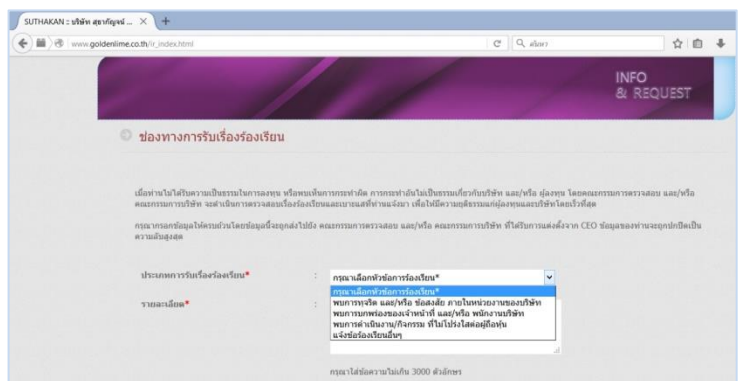 SUTHAKAN :: บริษัท สุธากัญจน์ ...
www.goldenlime.co.th/ir_index.html
ค้นหา
INFO
& REQUEST
ช่องทางการรับเรื่องร้องเรียน
เมื่อท่านไม่ได้รับความเป็นธรรมในการลงทุน หรือพบเห็นการกระทำผิด การกระทำอันไม่เป็นธรรมเกี่ยวกับบริษัท และ/หรือ ผู้ลงทุน โดยคณะกรรมการตรวจสอบ และ/หรือ
คณะกรรมการบริษัท จะดำเนินการตรวจสอบเรื่องร้องเรียนและเบาะแสที่ท่านแจ้งมา เพื่อให้มีความยุติธรรมแก่ผู้ลงทุนและบริษัทโดยเร็วที่สุด
กรุณากรอกข้อมูลให้ครบถ้วนโดยข้อมูลนี้จะถูกส่งไปยัง คณะกรรมการตรวจสอบ และ/หรือ คณะกรรมการบริษัท ที่ได้รับการแต่งตั้งจาก CEO ข้อมูลของท่านจะถูกปกปิดเป็น
ความลับสูงสุด
ประเภทการรับเรื่องร้องเรียน* : กรุณาเลือกหัวข้อการร้องเรียน*
กรุณาเลือกหัวข้อการร้องเรียน*
รายละเอียด* : พบการทุจริต และ/หรือ ข้อสงสัย ภายในหน่วยงานของบริษัท
พบการบกพร่องของเจ้าหน้าที่ และ/หรือ พนักงานบริษัท
พบการดำเนินงาน/กิจกรรม ที่ไม่โปร่งใสต่อผู้ถือหุ้น
แจ้งข้อร้องเรียนอื่นๆ
กรุณาใส่ข้อความไม่เกิน 3000 ตัวอักษร